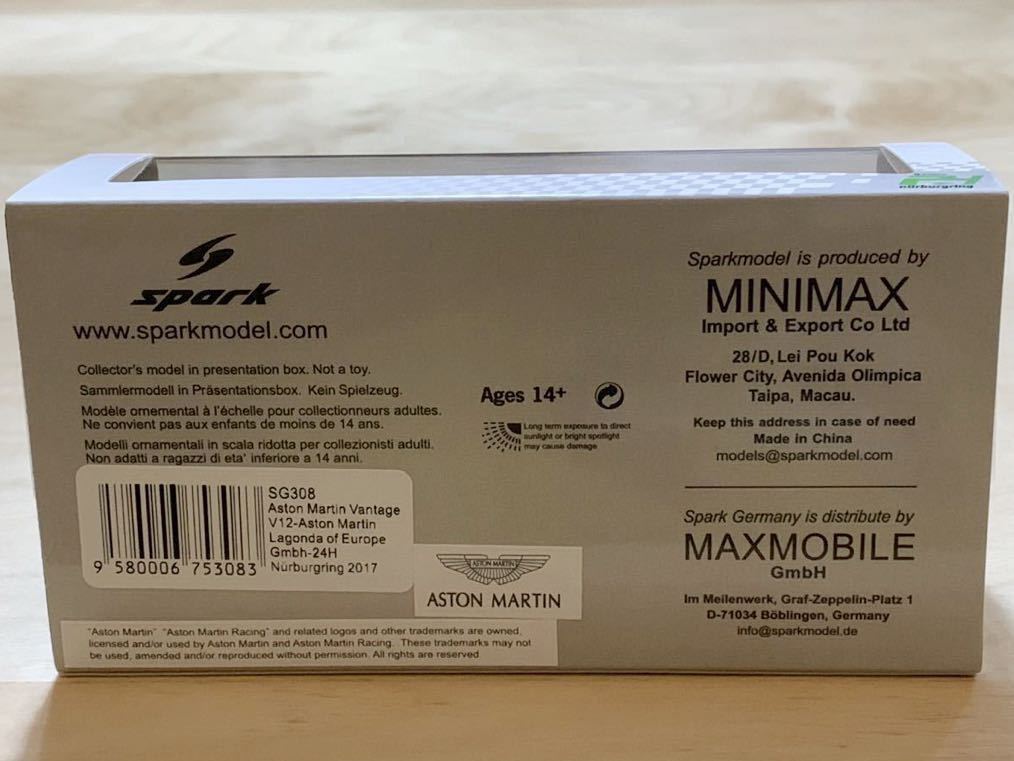 nürburgring
spark
www.sparkmodel.com
Collector's model in presentation box. Not a toy.
Sammlermodell in Präsentationsbox. Kein Spielzeug.
Modèle ornemental à l'échelle pour collectionneurs adultes.
Ne convient pas aux enfants de moins de 14 ans.
Modelli ornamentali in scala ridotta per collezionisti adulti.
Non adatti a ragazzi di eta' inferiore a 14 anni.
Ages 14+
Long term exposure to direct
sunlight or bright spotlight
may cause damage
SG308
Aston Martin Vantage
V12-Aston Martin
Lagonda of Europe
Gmbh-24H
Nürburgring 2017
9 580006 753083
ASTON MARTIN
ASTON MARTIN
"Aston Martin" "Aston Martin Racing" and related logos and other trademarks are owned,
licensed and/or used by Aston Martin and Aston Martin Racing. These trademarks may not
be used, amended and/or reproduced without permission. All rights are reserved
Sparkmodel is produced by
MINIMAX
Import & Export Co Ltd
28/D, Lei Pou Kok
Flower City, Avenida Olimpica
Taipa, Macau.
Keep this address in case of need
Made in China
models@sparkmodel.com
Spark Germany is distribute by
MAXMOBILE
GmbH
Im Meilenwerk, Graf-Zeppelin-Platz 1
D-71034 Böblingen, Germany
info@sparkmodel.de